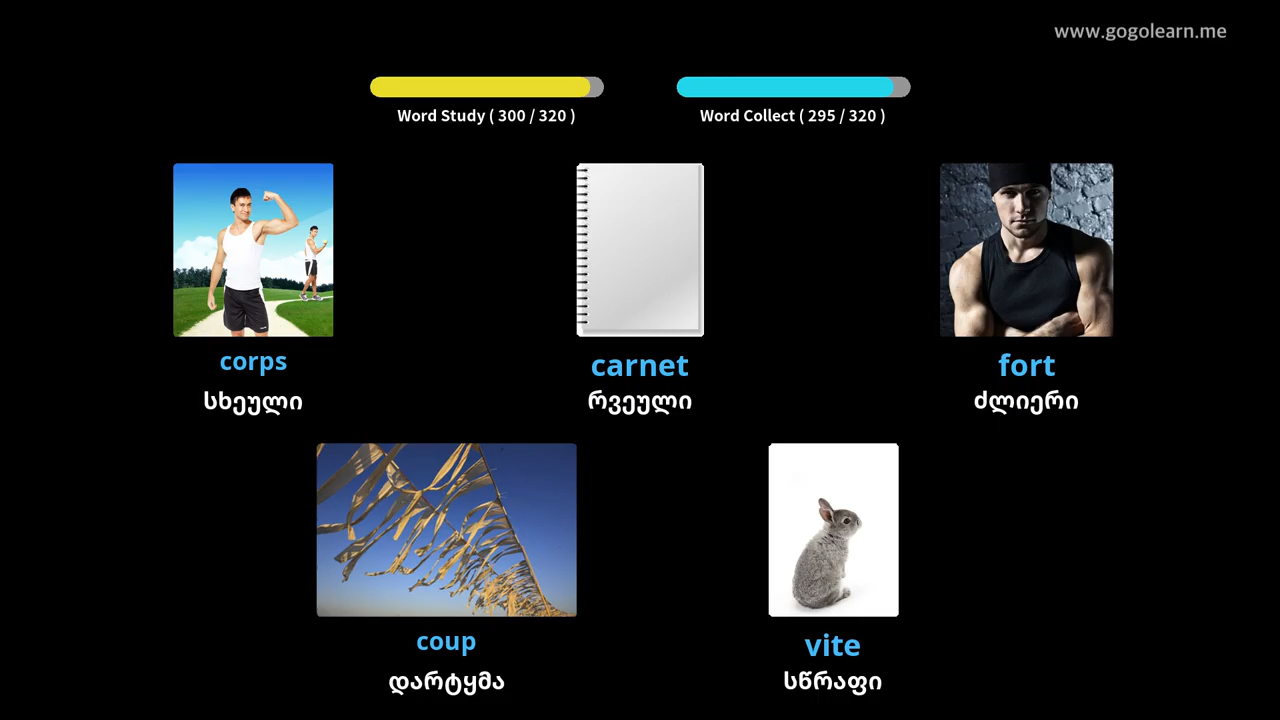 www.gogolearn.me
Word Study ( 300 / 320 )
Word Collect ( 295 / 320 )
corps
სხეული
carnet
რვეული
fort
ძლიერი
coup
დარტყმა
vite
სწრაფი